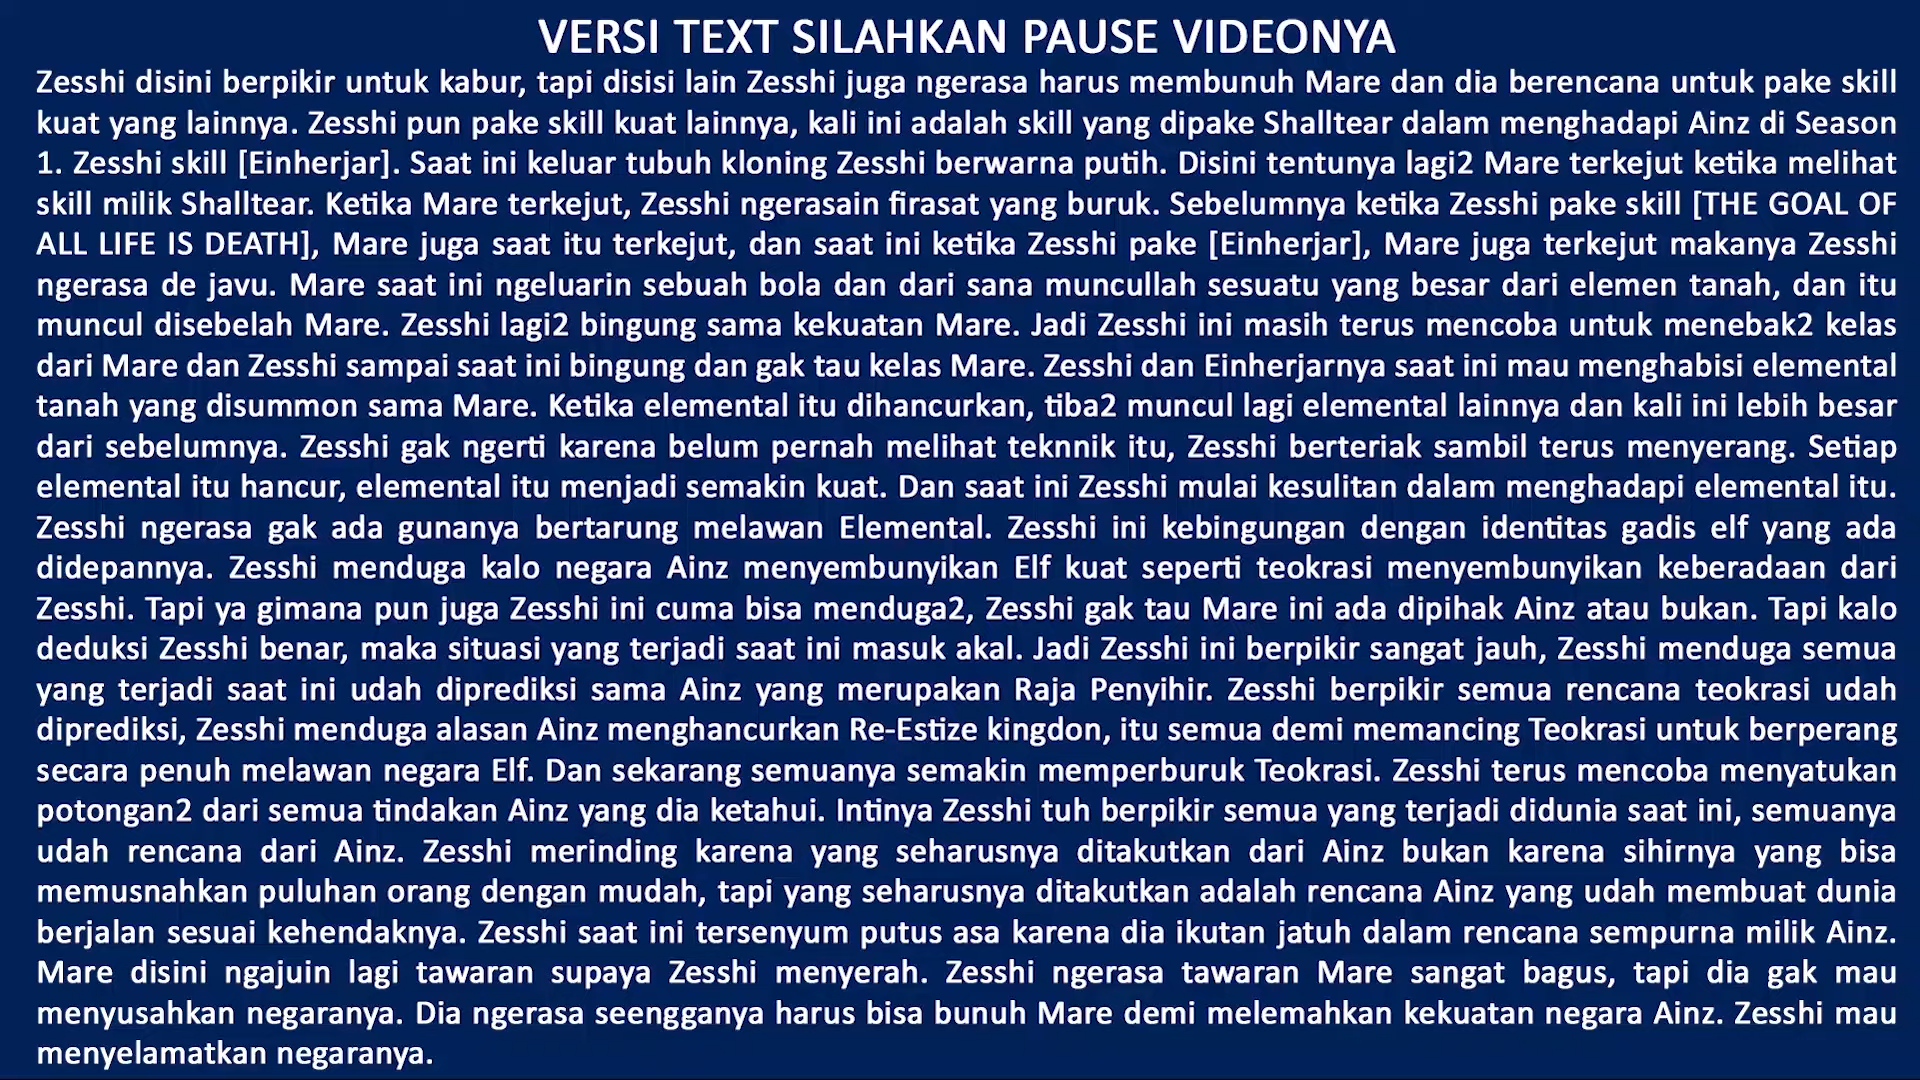 VERSI TEXT SILAHKAN PAUSE VIDEONYA
Zesshi disini berpikir untuk kabur, tapi disisi lain Zesshi juga ngerasa harus membunuh Mare dan dia berencana untuk pake skill
kuat yang lainnya. Zesshi pun pake skill kuat lainnya, kali ini adalah skill yang dipake Shalltear dalam menghadapi Ainz di Season
1. Zesshi skill [Einherjar]. Saat ini keluar tubuh kloning Zesshi berwarna putih. Disini tentunya lagi2 Mare terkejut ketika melihat
skill milik Shalltear. Ketika Mare terkejut, Zesshi ngerasain firasat yang buruk. Sebelumnya ketika Zesshi pake skill [THE GOAL OF
ALL LIFE IS DEATH], Mare juga saat itu terkejut, dan saat ini ketika Zesshi pake [Einherjar], Mare juga terkejut makanya Zesshi
ngerasa de javu. Mare saat ini ngeluarin sebuah bola dan dari sana muncullah sesuatu yang besar dari elemen tanah, dan itu
muncul disebelah Mare. Zesshi lagi2 bingung sama kekuatan Mare. Jadi Zesshi ini masih terus mencoba untuk menebak2 kelas
dari Mare dan Zesshi sampai saat ini bingung dan gak tau kelas Mare. Zesshi dan Einherjarnya saat ini mau menghabisi elemental
tanah yang disummon sama Mare. Ketika elemental itu dihancurkan, tiba2 muncul lagi elemental lainnya dan kali ini lebih besar
dari sebelumnya. Zesshi gak ngerti karena belum pernah melihat teknnik itu, Zesshi berteriak sambil terus menyerang. Setiap
elemental itu hancur, elemental itu menjadi semakin kuat. Dan saat ini Zesshi mulai kesulitan dalam menghadapi elemental itu.
Zesshi ngerasa gak ada gunanya bertarung melawan Elemental. Zesshi ini kebingungan dengan identitas gadis elf yang ada
didepannya. Zesshi menduga kalo negara Ainz menyembunyikan Elf kuat seperti teokrasi menyembunyikan keberadaan dari
Zesshi. Tapi ya gimana pun juga Zesshi ini cuma bisa menduga2, Zesshi gak tau Mare ini ada dipihak Ainz atau bukan. Tapi kalo
deduksi Zesshi benar, maka situasi yang terjadi saat ini masuk akal. Jadi Zesshi ini berpikir sangat jauh, Zesshi menduga semua
yang terjadi saat ini udah diprediksi sama Ainz yang merupakan Raja Penyihir. Zesshi berpikir semua rencana teokrasi udah
diprediksi, Zesshi menduga alasan Ainz menghancurkan Re-Estize kingdon, itu semua demi memancing Teokrasi untuk berperang
secara penuh melawan negara Elf. Dan sekarang semuanya semakin memperburuk Teokrasi. Zesshi terus mencoba menyatukan
potongan2 dari semua tindakan Ainz yang dia ketahui. Intinya Zesshi tuh berpikir semua yang terjadi didunia saat ini, semuanya
udah rencana dari Ainz. Zesshi merinding karena yang seharusnya ditakutkan dari Ainz bukan karena sihirnya yang bisa
memusnahkan puluhan orang dengan mudah, tapi yang seharusnya ditakutkan adalah rencana Ainz yang udah membuat dunia
berjalan sesuai kehendaknya. Zesshi saat ini tersenyum putus asa karena dia ikutan jatuh dalam rencana sempurna milik Ainz.
Mare disini ngajuin lagi tawaran supaya Zesshi menyerah. Zesshi ngerasa tawaran Mare sangat bagus, tapi dia gak mau
menyusahkan negaranya. Dia ngerasa seengganya harus bisa bunuh Mare demi melemahkan kekuatan negara Ainz. Zesshi mau
menyelamatkan negaranya.